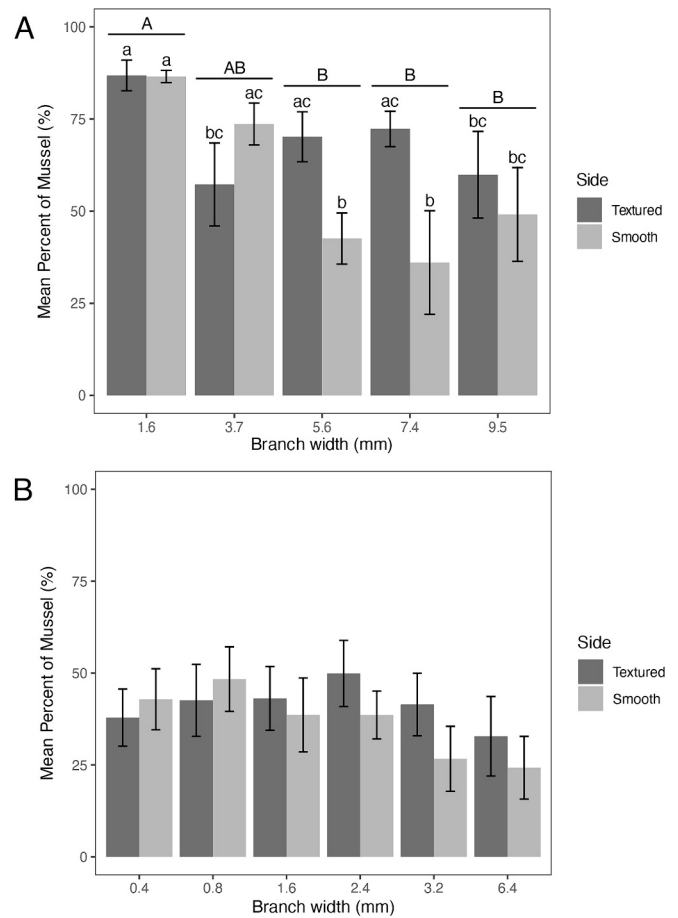 A
Mean Percent of Mussel (%)
100
75
50
25
0
A
AB
B
B
B
a
a
bc
ac
ac
b
ac
b
bc
bc
1.6
3.7
5.6
7.4
9.5
Branch width (mm)
Side
Textured
Smooth
B
Mean Percent of Mussel (%)
100
75
50
25
0
0.4
0.8
1.6
2.4
3.2
6.4
Branch width (mm)
Side
Textured
Smooth